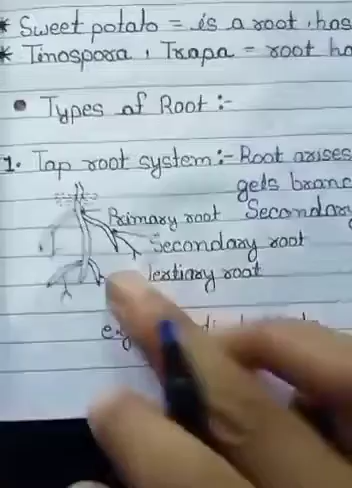 * Sweet potato = is a root, has
* Tinospora, Trapa = root ha
• Types of Root :-
1. Tap root system :- Root arises
gets branc
Primary root Secondary
Secondary root
Tertiary root
e.g.